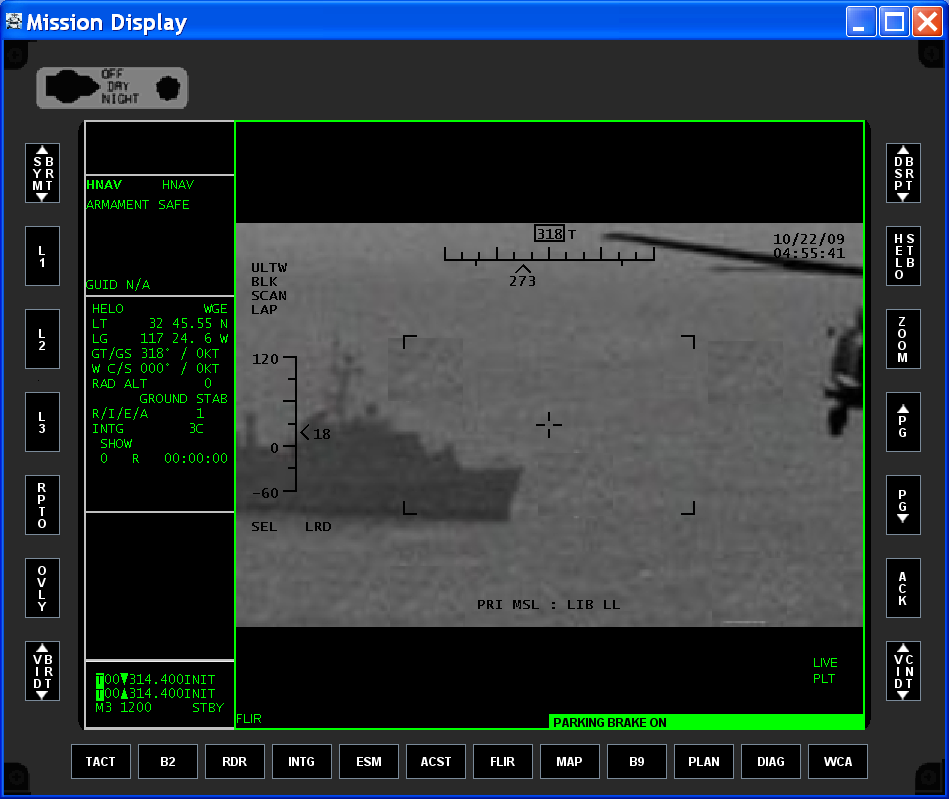 Mission Display
OFF
DAY
NIGHT
SYM BRT
L1
L2
L3
RPTO
OVLY
VID BRT
DSP BRT
HELO STB
ZOOM
PG
PG
ACK
VID CNT
HNAV HNAV
ARMAMENT SAFE
GUID N/A
HELO WGE
LT 32 45.55 N
LG 117 24. 6 W
GT/GS 318° / 0KT
W C/S 000° / 0KT
RAD ALT 0
GROUND STAB
R/I/E/A 1
INTG 3C
SHOW
0 R 00:00:00
T00▼314.400INIT
T00▲314.400INIT
M3 1200 STBY
318 T
273
10/22/09
04:55:41
ULTW
BLK
SCAN
LAP
120
18
0
-60
SEL LRD
PRI MSL : LIB LL
LIVE
PLT
FLIR
PARKING BRAKE ON
TACT B2 RDR INTG ESM ACST FLIR MAP B9 PLAN DIAG WCA